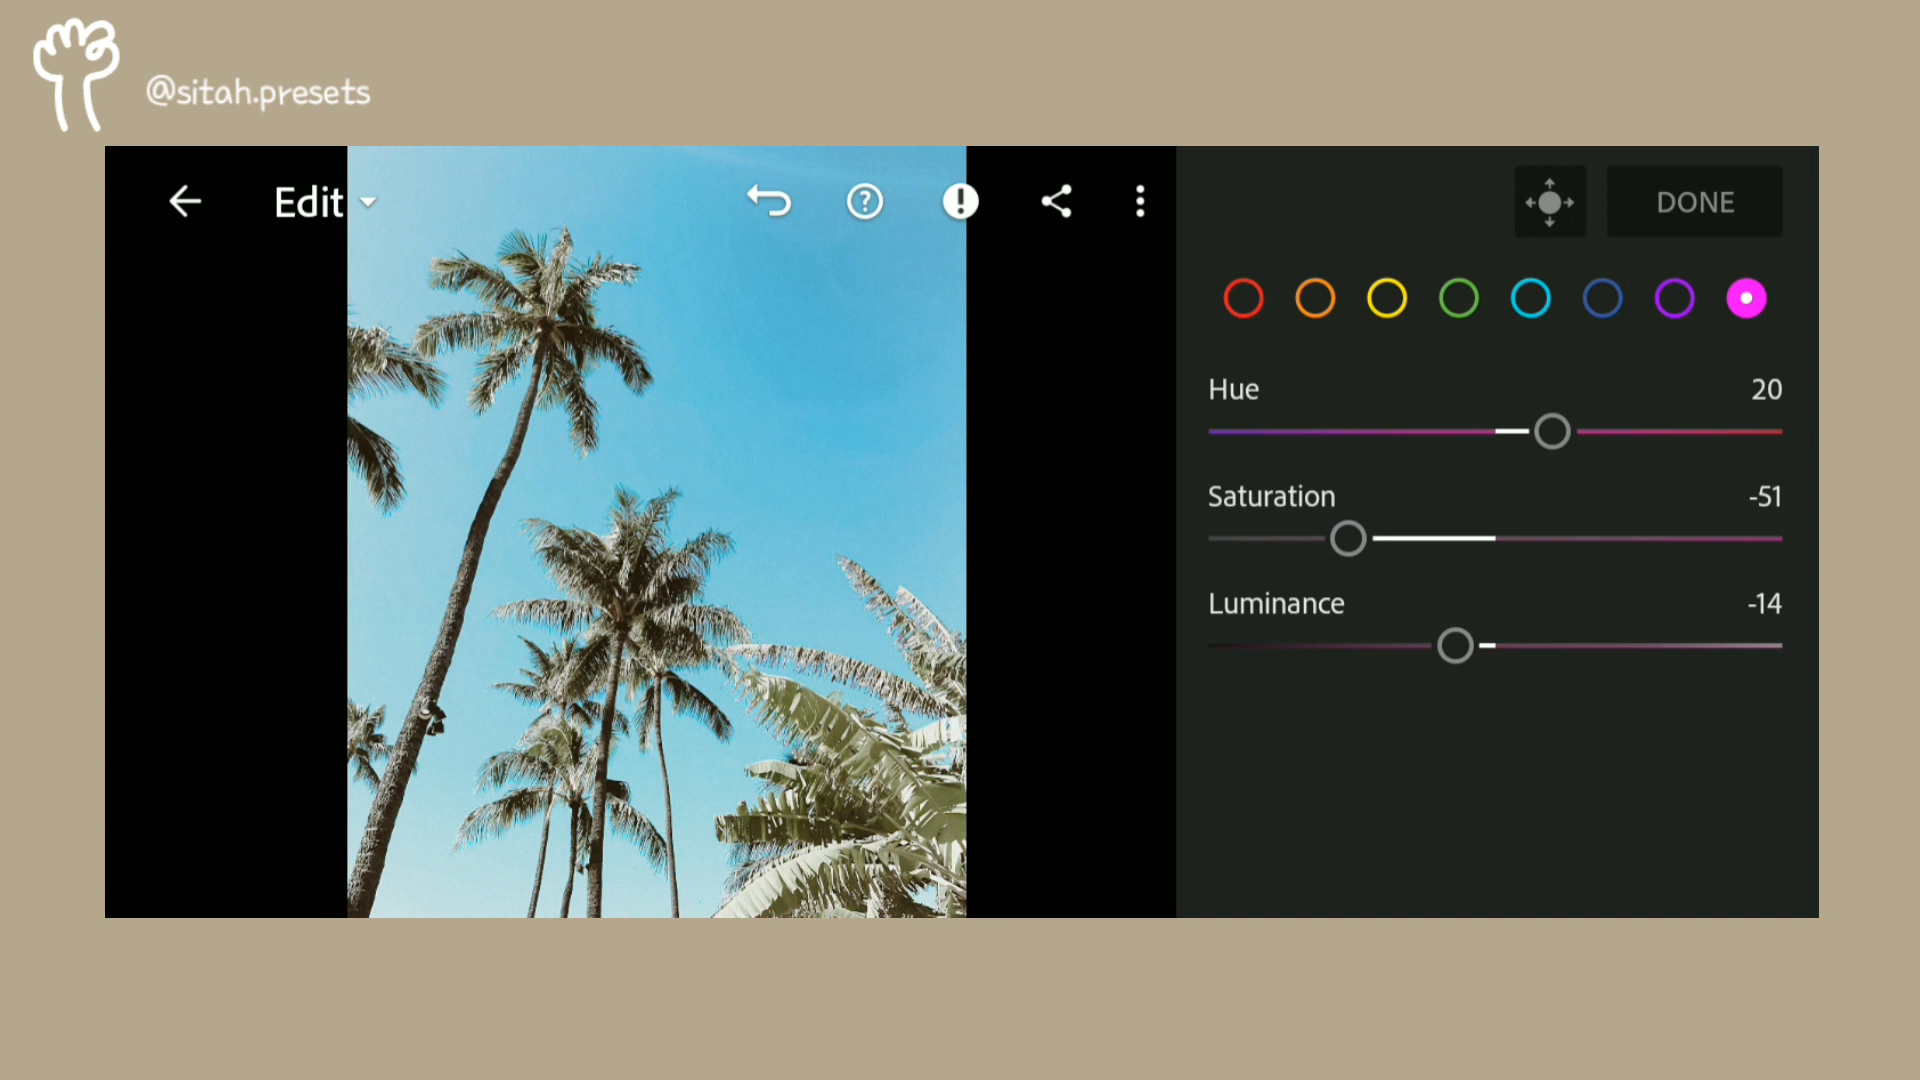 @sitah.presets
Edit
DONE
Hue 20
Saturation -51
Luminance -14